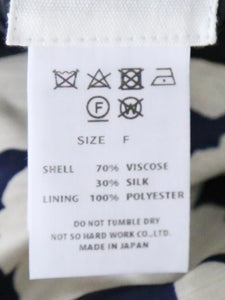 F
SIZE F
SHELL 70% VISCOSE
30% SILK
LINING 100% POLYESTER
DO NOT TUMBLE DRY
NOT SO HARD WORK CO.,LTD.
MADE IN JAPAN